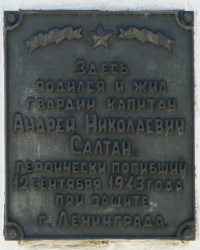 Здесь
родился и жил
гвардии капитан
Андрей Николаевич
Салтан,
героически погибший
12 сентября 1943 года
при защите
г. Ленинграда.